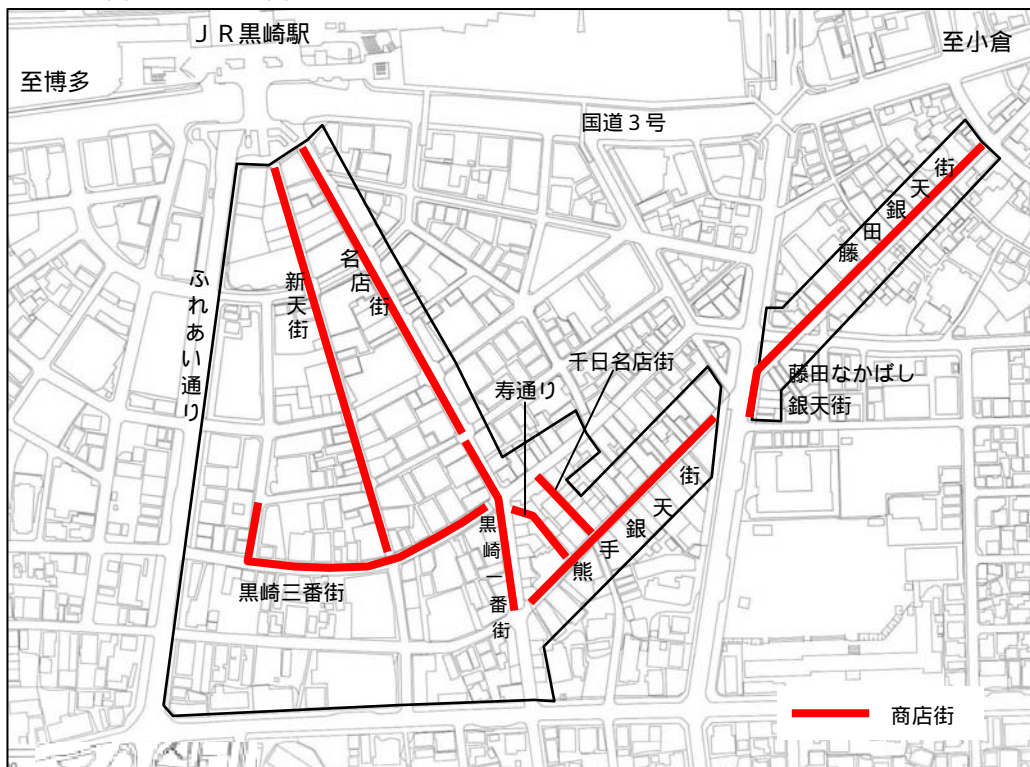 ＪＲ黒崎駅
至小倉
至博多
国道３号
藤田銀天街
名店街
新天街
ふれあい通り
千日名店街
寿通り
藤田なかばし
銀天街
熊手銀天街
黒崎一番街
黒崎三番街
商店街